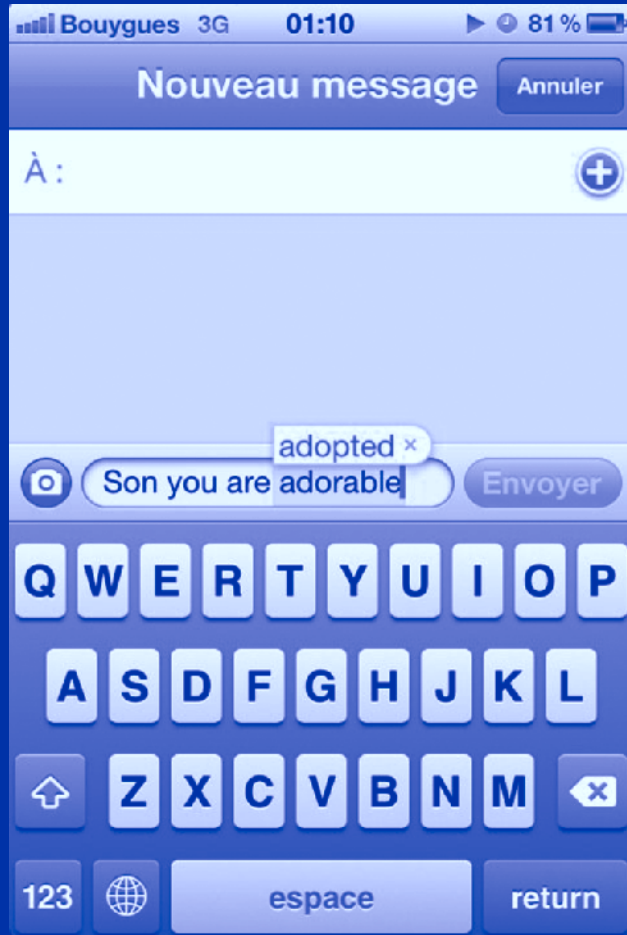 Bouygues 3G 01:10 81 %
Nouveau message Annuler
À :
adopted ×
Son you are adorable Envoyer
Q W E R T Y U I O P
A S D F G H J K L
Z X C V B N M
123 espace return